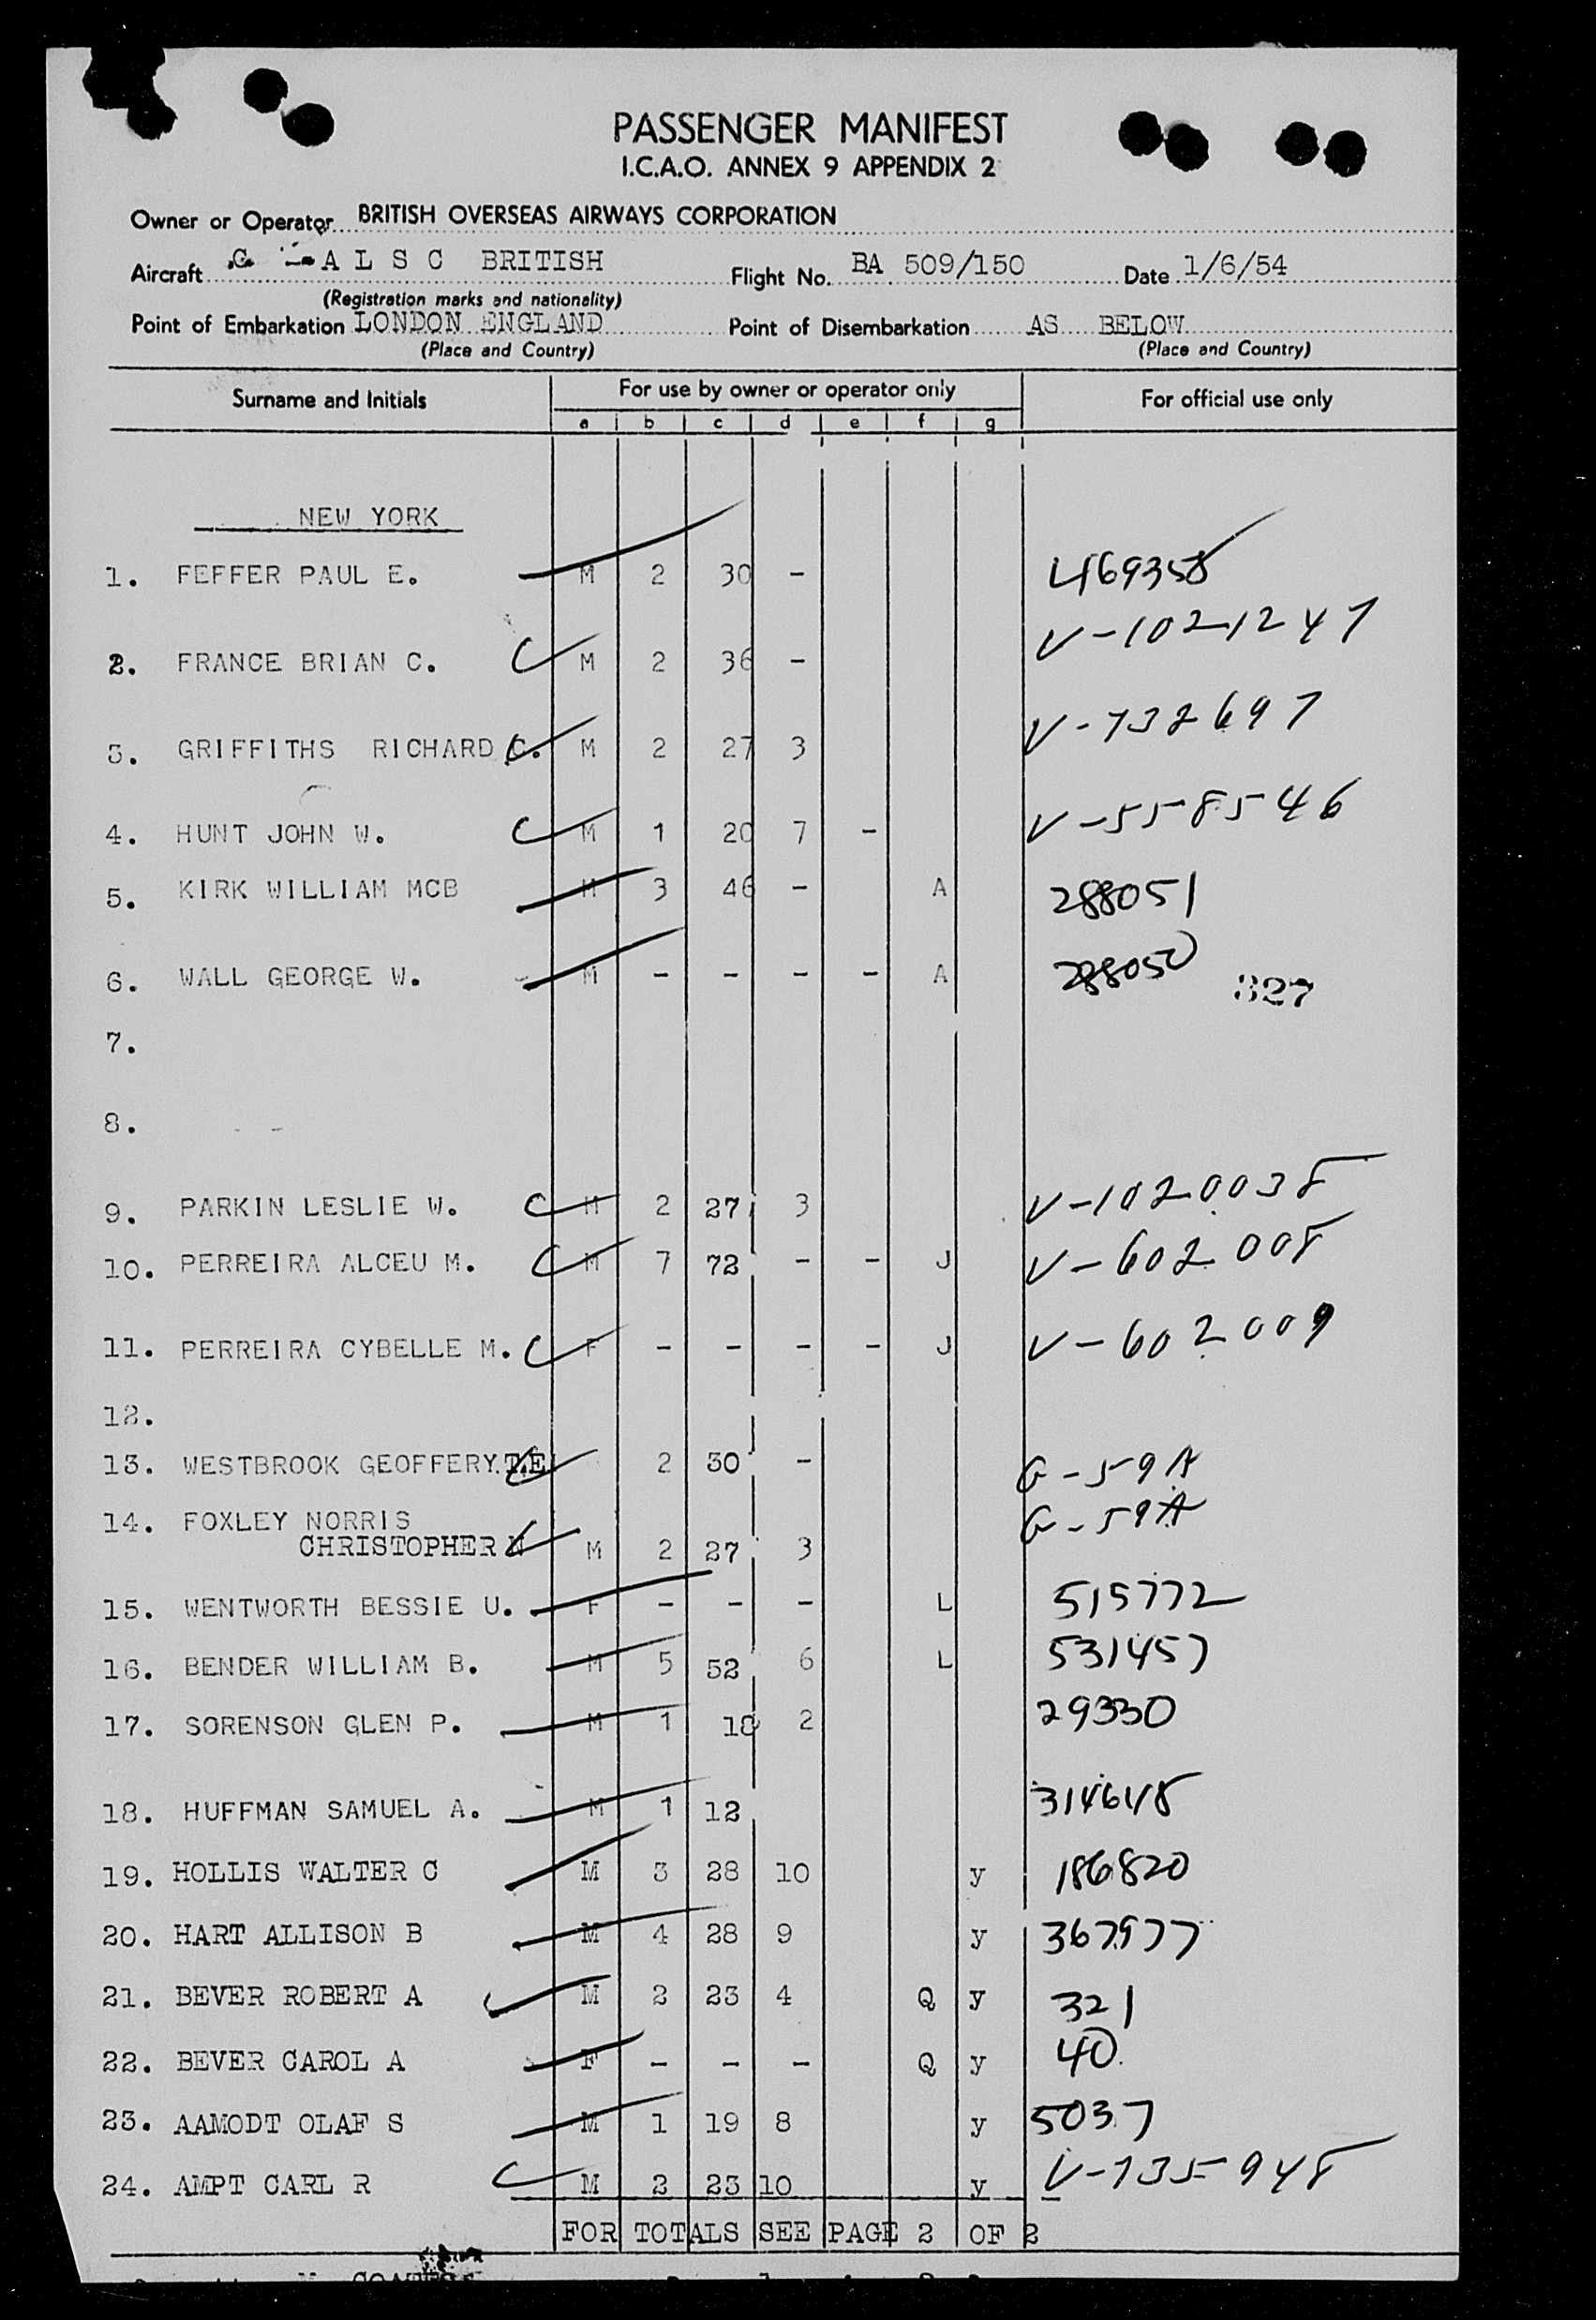 PASSENGER MANIFEST
I.C.A.O. ANNEX 9 APPENDIX 2
Owner or Operator BRITISH OVERSEAS AIRWAYS CORPORATION
Aircraft G - A L S C BRITISH Flight No. BA 509/150 Date 1/6/54
(Registration marks and nationality)
Point of Embarkation LONDON ENGLAND Point of Disembarkation AS BELOW
(Place and Country) (Place and Country)
Surname and Initials For use by owner or operator only For official use only
a b c d e f g
NEW YORK
1. FEFFER PAUL E. M 2 30 - 469358
2. FRANCE BRIAN C. C M 2 36 - V-1021247
3. GRIFFITHS RICHARD C. M 2 27 3 V-732697
4. HUNT JOHN W. C M 1 20 7 - V-558546
5. KIRK WILLIAM MCB M 3 46 - A 288051
6. WALL GEORGE W. M - - - - A 288050 327
7.
8.
9. PARKIN LESLIE W. C M 2 27 3 V-1020038
10. PERREIRA ALCEU M. C M 7 72 - - J V-602008
11. PERREIRA CYBELLE M. C F - - - - J V-602009
12.
13. WESTBROOK GEOFFERY.T.E 2 30 - G-59A
14. FOXLEY NORRIS G-59A
CHRISTOPHER N M 2 27 3
15. WENTWORTH BESSIE U. F - - - L 515772
16. BENDER WILLIAM B. M 5 52 6 L 531457
17. SORENSON GLEN P. M 1 18 2 29330
18. HUFFMAN SAMUEL A. M 1 12 314648
19. HOLLIS WALTER C M 3 28 10 y 186820
20. HART ALLISON B M 4 28 9 y 367977
21. BEVER ROBERT A M 2 23 4 Q y 321
22. BEVER CAROL A F - - - Q y 40
23. AAMODT OLAF S M 1 19 8 y 5037
24. AMPT CARL R C M 2 23 10 y V-735948
FOR TOTALS SEE PAGE 2 OF 2